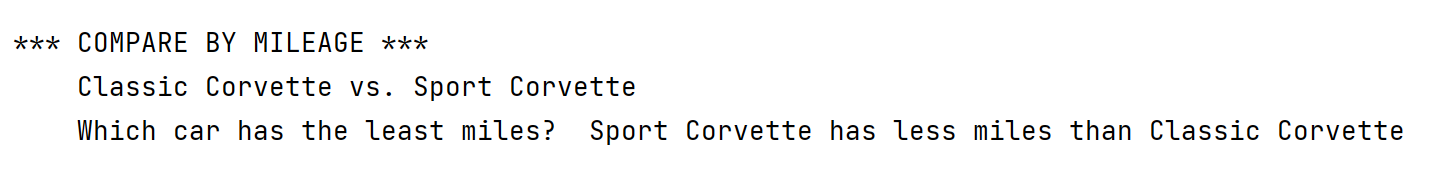 *** COMPARE BY MILEAGE ***
Classic Corvette vs. Sport Corvette
Which car has the least miles?  Sport Corvette has less miles than Classic Corvette